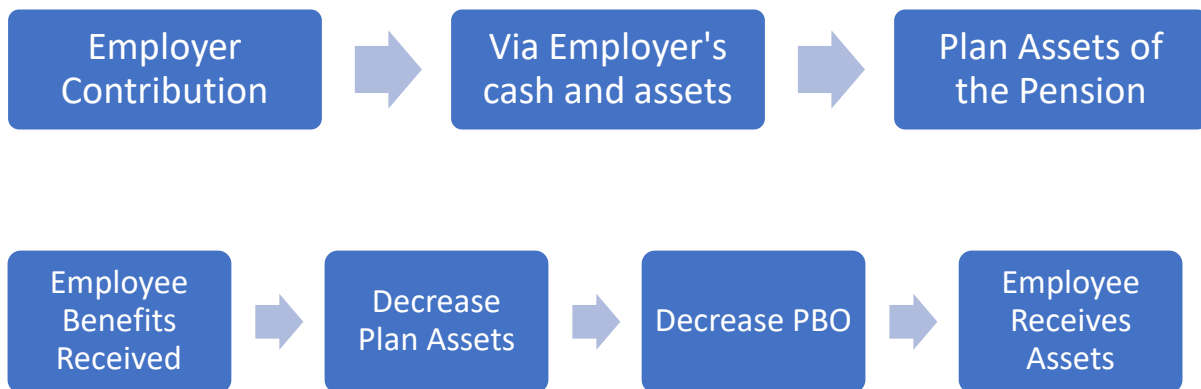 Employer
Contribution
Via Employer's
cash and assets
Plan Assets of
the Pension
Employee
Benefits
Received
Decrease
Plan Assets
Decrease PBO
Employee
Receives
Assets